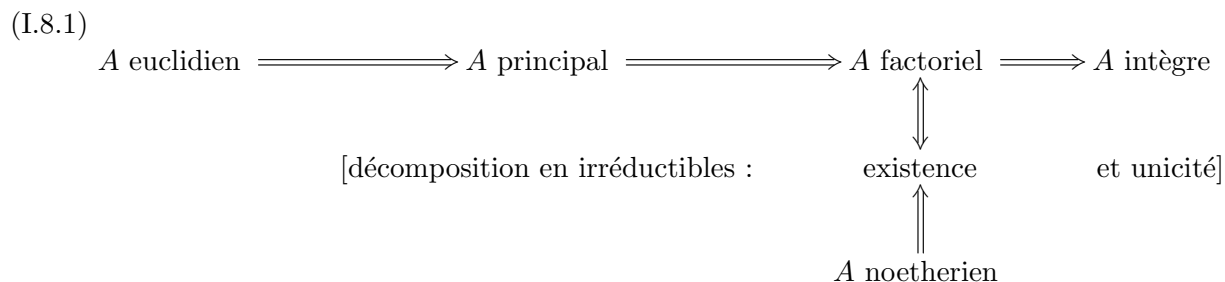 (I.8.1)
A euclidien ⟹ A principal ⟹ A factoriel ⟹ A intègre
[décomposition en irréductibles : existence et unicité]
A noetherien